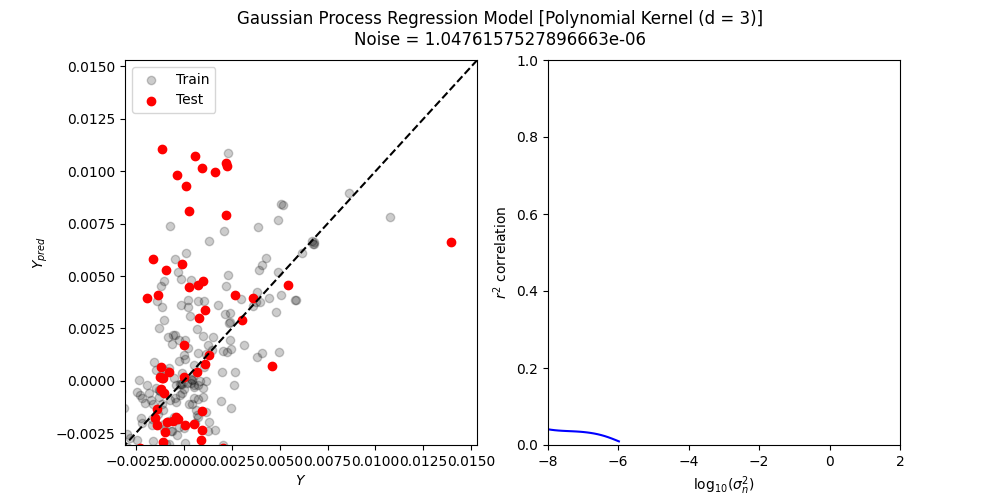 Gaussian Process Regression Model [Polynomial Kernel (d = 3)]
Noise = 1.0476157527896663e-06
0.0150
0.0125
0.0100
0.0075
0.0050
0.0025
0.0000
−0.0025
Y_pred
Train
Test
−0.0025 0.0000 0.0025 0.0050 0.0075 0.0100 0.0125 0.0150
Y
1.0
0.8
0.6
0.4
0.2
0.0
r² correlation
−8 −6 −4 −2 0 2
log₁₀(σₙ²)